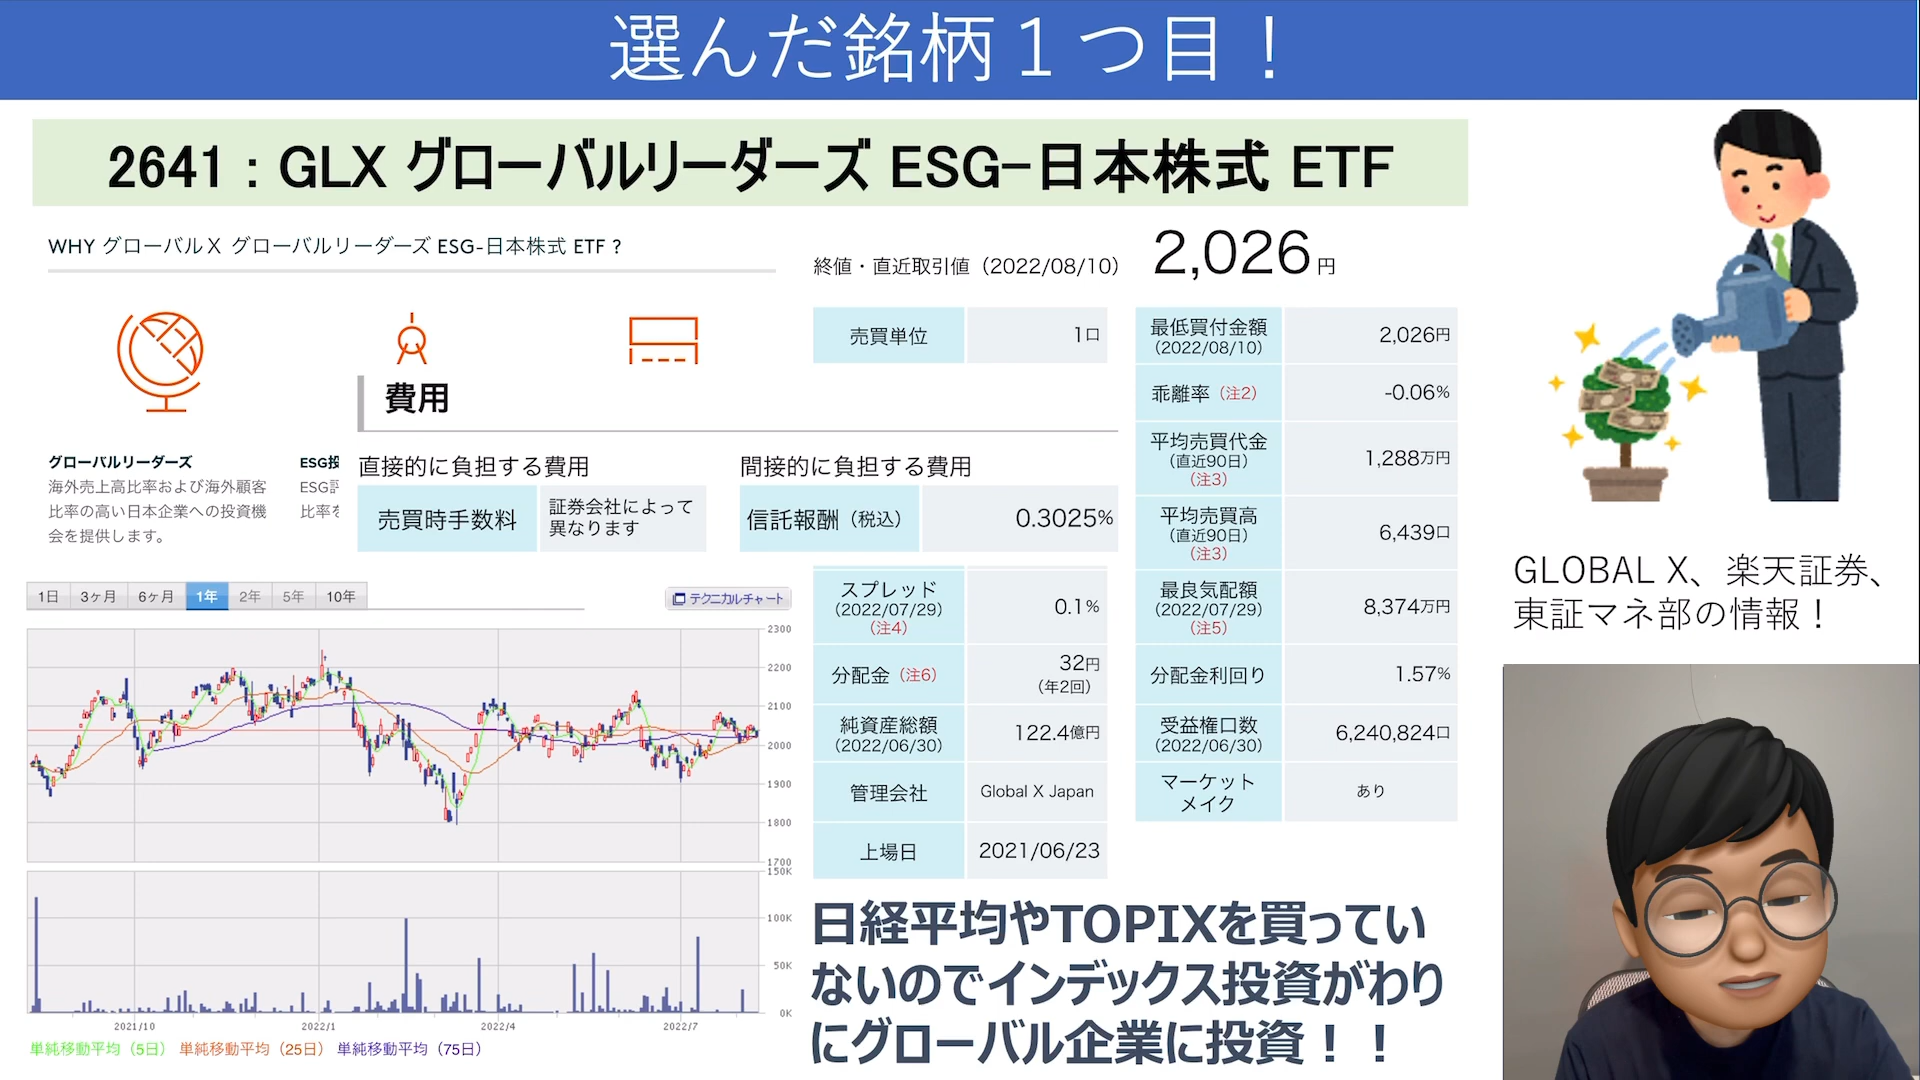 選んだ銘柄１つ目！
2641：GLX グローバルリーダーズ ESG-日本株式 ETF
WHY グローバルＸ グローバルリーダーズ ESG-日本株式 ETF ?
グローバルリーダーズ
海外売上高比率および海外顧客
比率の高い日本企業への投資機
会を提供します。
ESG投
ESG評
比率を
費用
直接的に負担する費用
売買時手数料
証券会社によって
異なります
間接的に負担する費用
信託報酬（税込）
0.3025%
終値・直近取引値（2022/08/10） 2,026円
売買単位
1口
最低買付金額
（2022/08/10）
2,026円
乖離率（注2）
-0.06%
平均売買代金
（直近90日）
（注3）
1,288万円
平均売買高
（直近90日）
（注3）
6,439口
スプレッド
（2022/07/29）
（注4）
0.1%
最良気配額
（2022/07/29）
（注5）
8,374万円
分配金（注6）
32円
（年2回）
分配金利回り
1.57%
純資産総額
（2022/06/30）
122.4億円
受益権口数
（2022/06/30）
6,240,824口
管理会社
Global X Japan
マーケット
メイク
あり
上場日
2021/06/23
1日 3ヶ月 6ヶ月 1年 2年 5年 10年
テクニカルチャート
2300
2200
2100
2000
1900
1800
1700
150K
100K
50K
0K
2021/10 2022/1 2022/4 2022/7
単純移動平均（5日） 単純移動平均（25日） 単純移動平均（75日）
日経平均やTOPIXを買ってい
ないのでインデックス投資がわり
にグローバル企業に投資！！
GLOBAL X、楽天証券、
東証マネ部の情報！